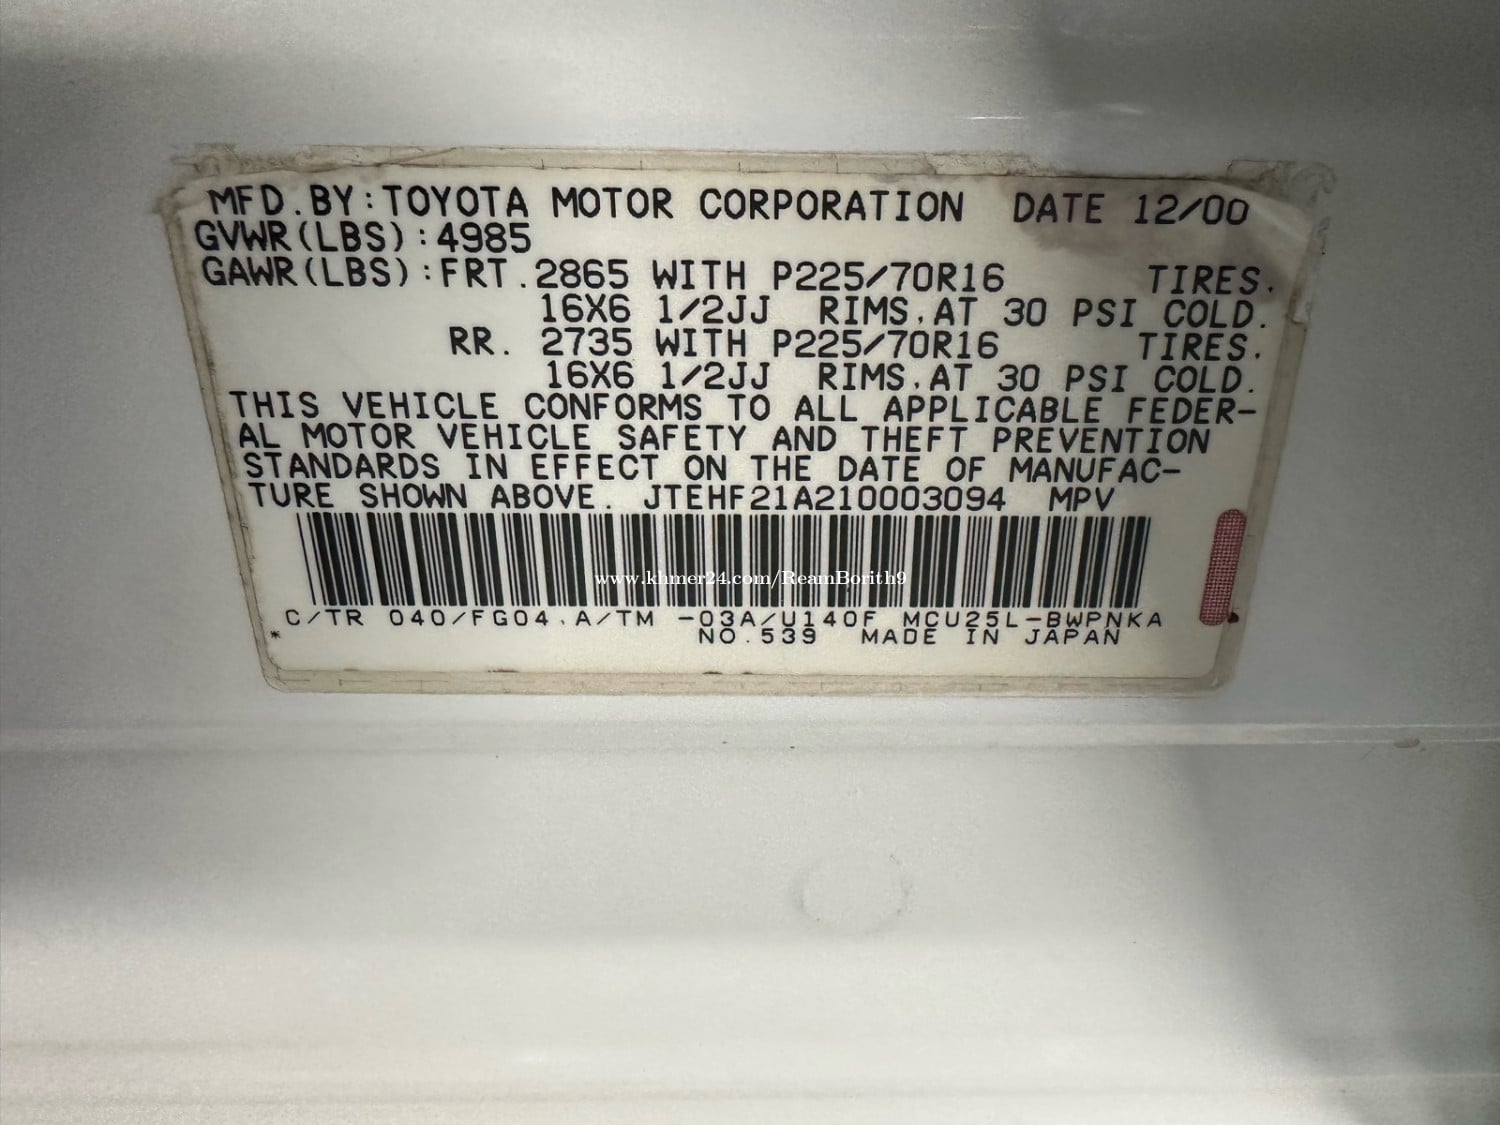 MFD.BY:TOYOTA MOTOR CORPORATION DATE 12/00
GVWR(LBS):4985
GAWR(LBS):FRT.2865 WITH P225/70R16 TIRES.
16X6 1/2JJ RIMS.AT 30 PSI COLD.
RR. 2735 WITH P225/70R16 TIRES.
16X6 1/2JJ RIMS.AT 30 PSI COLD.
THIS VEHICLE CONFORMS TO ALL APPLICABLE FEDER-
AL MOTOR VEHICLE SAFETY AND THEFT PREVENTION
STANDARDS IN EFFECT ON THE DATE OF MANUFAC-
TURE SHOWN ABOVE. JTEHF21A210003094 MPV
www.khmer24.com/ReamBorith9
C/TR 040/FG04.A/TM -03A/U140F MCU25L-BWPNKA
* NO.539 MADE IN JAPAN